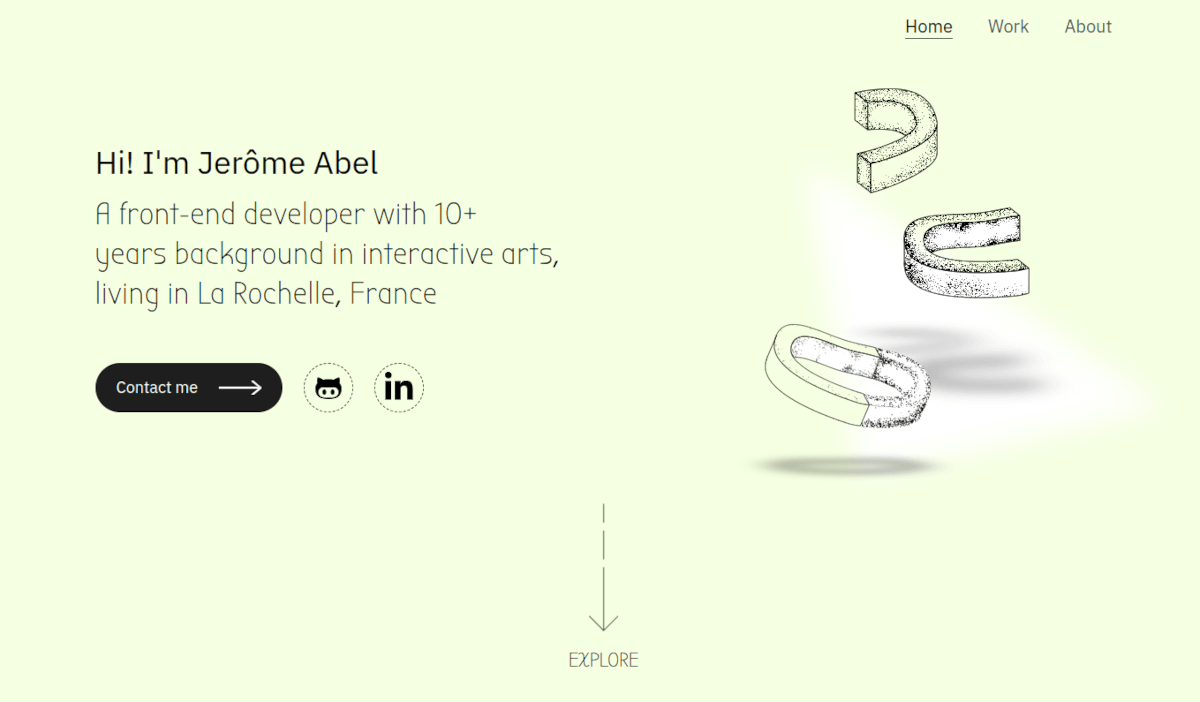 Home Work About
Hi! I'm Jerôme Abel
A front-end developer with 10+
years background in interactive arts,
living in La Rochelle, France
Contact me
in
EXPLORE